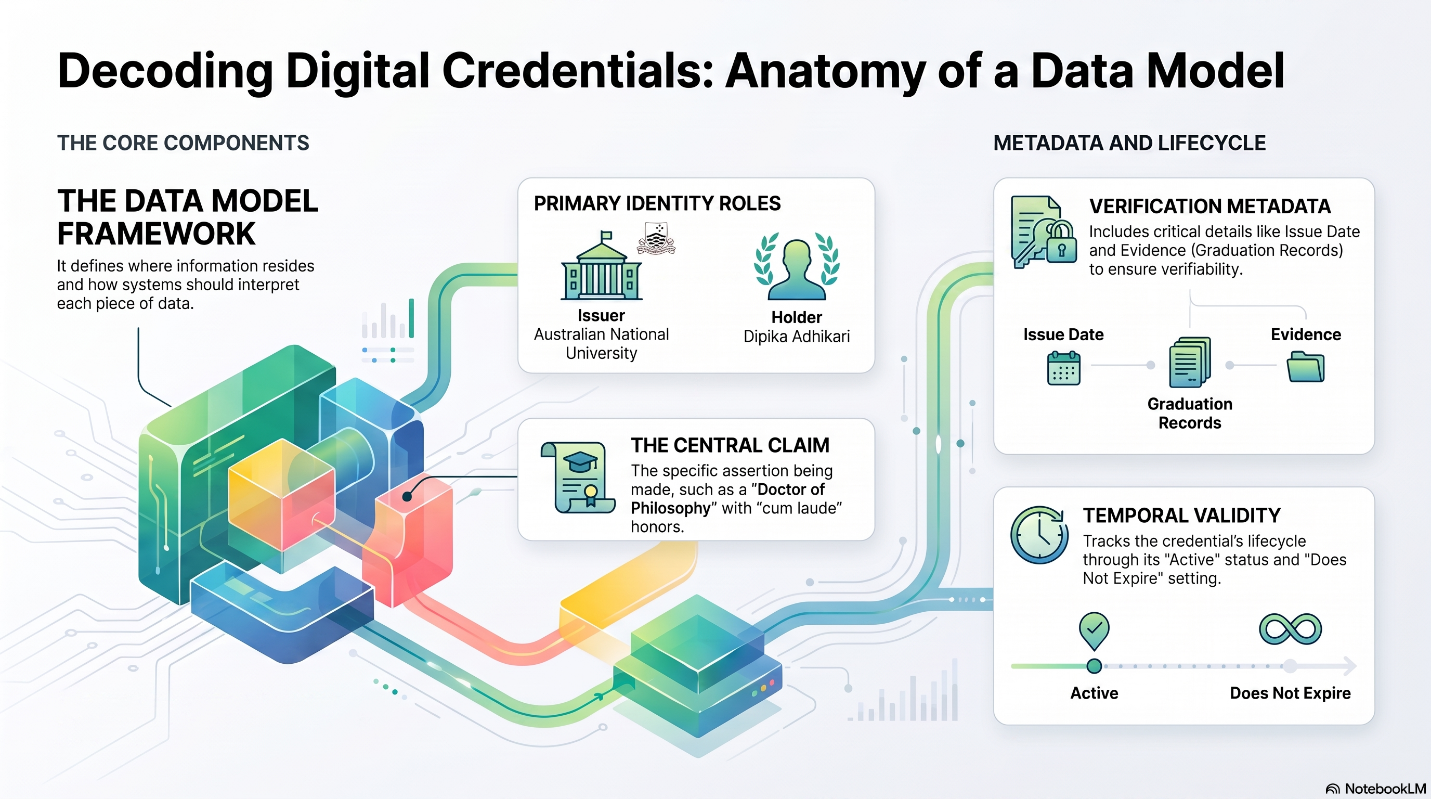 Decoding Digital Credentials: Anatomy of a Data Model
THE CORE COMPONENTS
THE DATA MODEL
FRAMEWORK
It defines where information resides
and how systems should interpret
each piece of data.
PRIMARY IDENTITY ROLES
Issuer
Australian National
University
Holder
Dipika Adhikari
THE CENTRAL CLAIM
The specific assertion being
made, such as a "Doctor of
Philosophy" with “cum laude”
honors.
METADATA AND LIFECYCLE
VERIFICATION METADATA
Includes critical details like Issue Date
and Evidence (Graduation Records)
to ensure verifiability.
Issue Date
Evidence
Graduation
Records
TEMPORAL VALIDITY
Tracks the credential's lifecycle
through its "Active" status and "Does
Not Expire" setting.
Active
Does Not Expire
NotebookLM